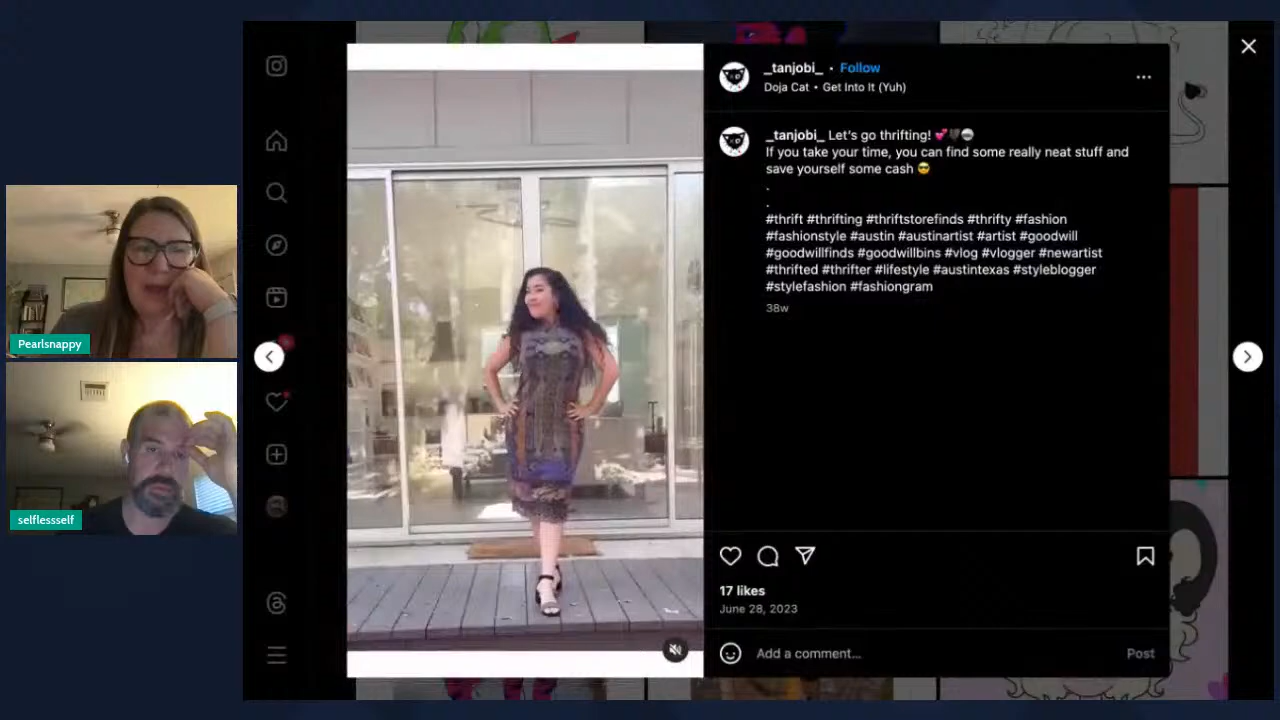 _tanjobi_ • Follow
Doja Cat • Get Into It (Yuh)
_tanjobi_ Let's go thrifting! 💕🖤💿
If you take your time, you can find some really neat stuff and
save yourself some cash 😎
.
.
#thrift #thrifting #thriftstorefinds #thrifty #fashion
#fashionstyle #austin #austinartist #artist #goodwill
#goodwillfinds #goodwillbins #vlog #vlogger #newartist
#thrifted #thrifter #lifestyle #austintexas #styleblogger
#stylefashion #fashiongram
38w
Pearlsnappy
selflessself
17 likes
June 28, 2023
Add a comment...
Post